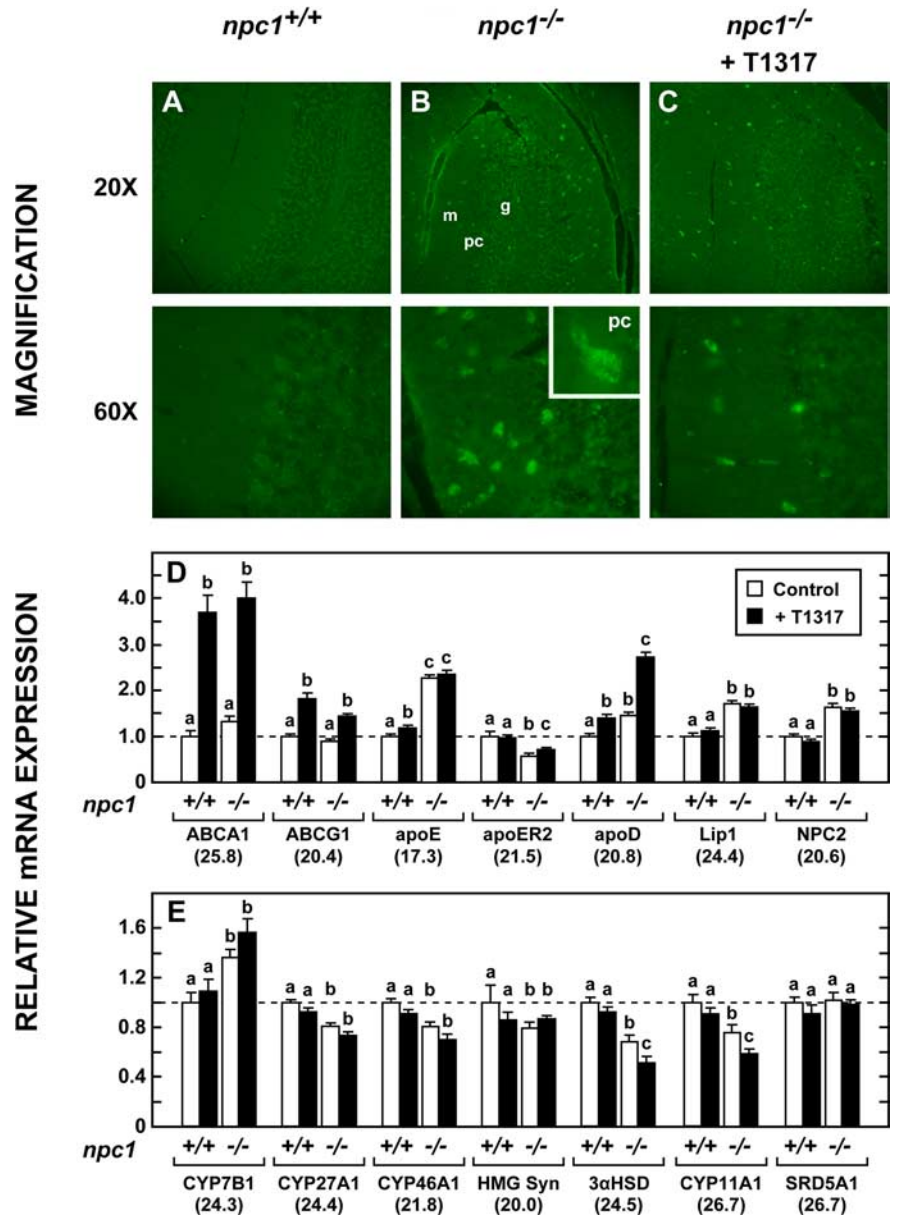 npc1+/+ npc1-/- npc1-/-
+ T1317
A B C
MAGNIFICATION
20X
m g
pc
60X
pc
RELATIVE mRNA EXPRESSION
D
Control
+ T1317
4.0
3.0
2.0
1.0
0
a b a b
a b a b
a b c c
a a b c
a b b c
a a b b
a a b b
npc1 +/+ -/- +/+ -/- +/+ -/- +/+ -/- +/+ -/- +/+ -/- +/+ -/-
ABCA1 ABCG1 apoE apoER2 apoD Lip1 NPC2
(25.8) (20.4) (17.3) (21.5) (20.8) (24.4) (20.6)
E
1.6
1.2
0.8
0.4
0
a a b b
a a b b
a a b b
a a b b
a a b c
a a b c
a a a a
npc1 +/+ -/- +/+ -/- +/+ -/- +/+ -/- +/+ -/- +/+ -/- +/+ -/-
CYP7B1 CYP27A1 CYP46A1 HMG Syn 3αHSD CYP11A1 SRD5A1
(24.3) (24.4) (21.8) (20.0) (24.5) (26.7) (26.7)